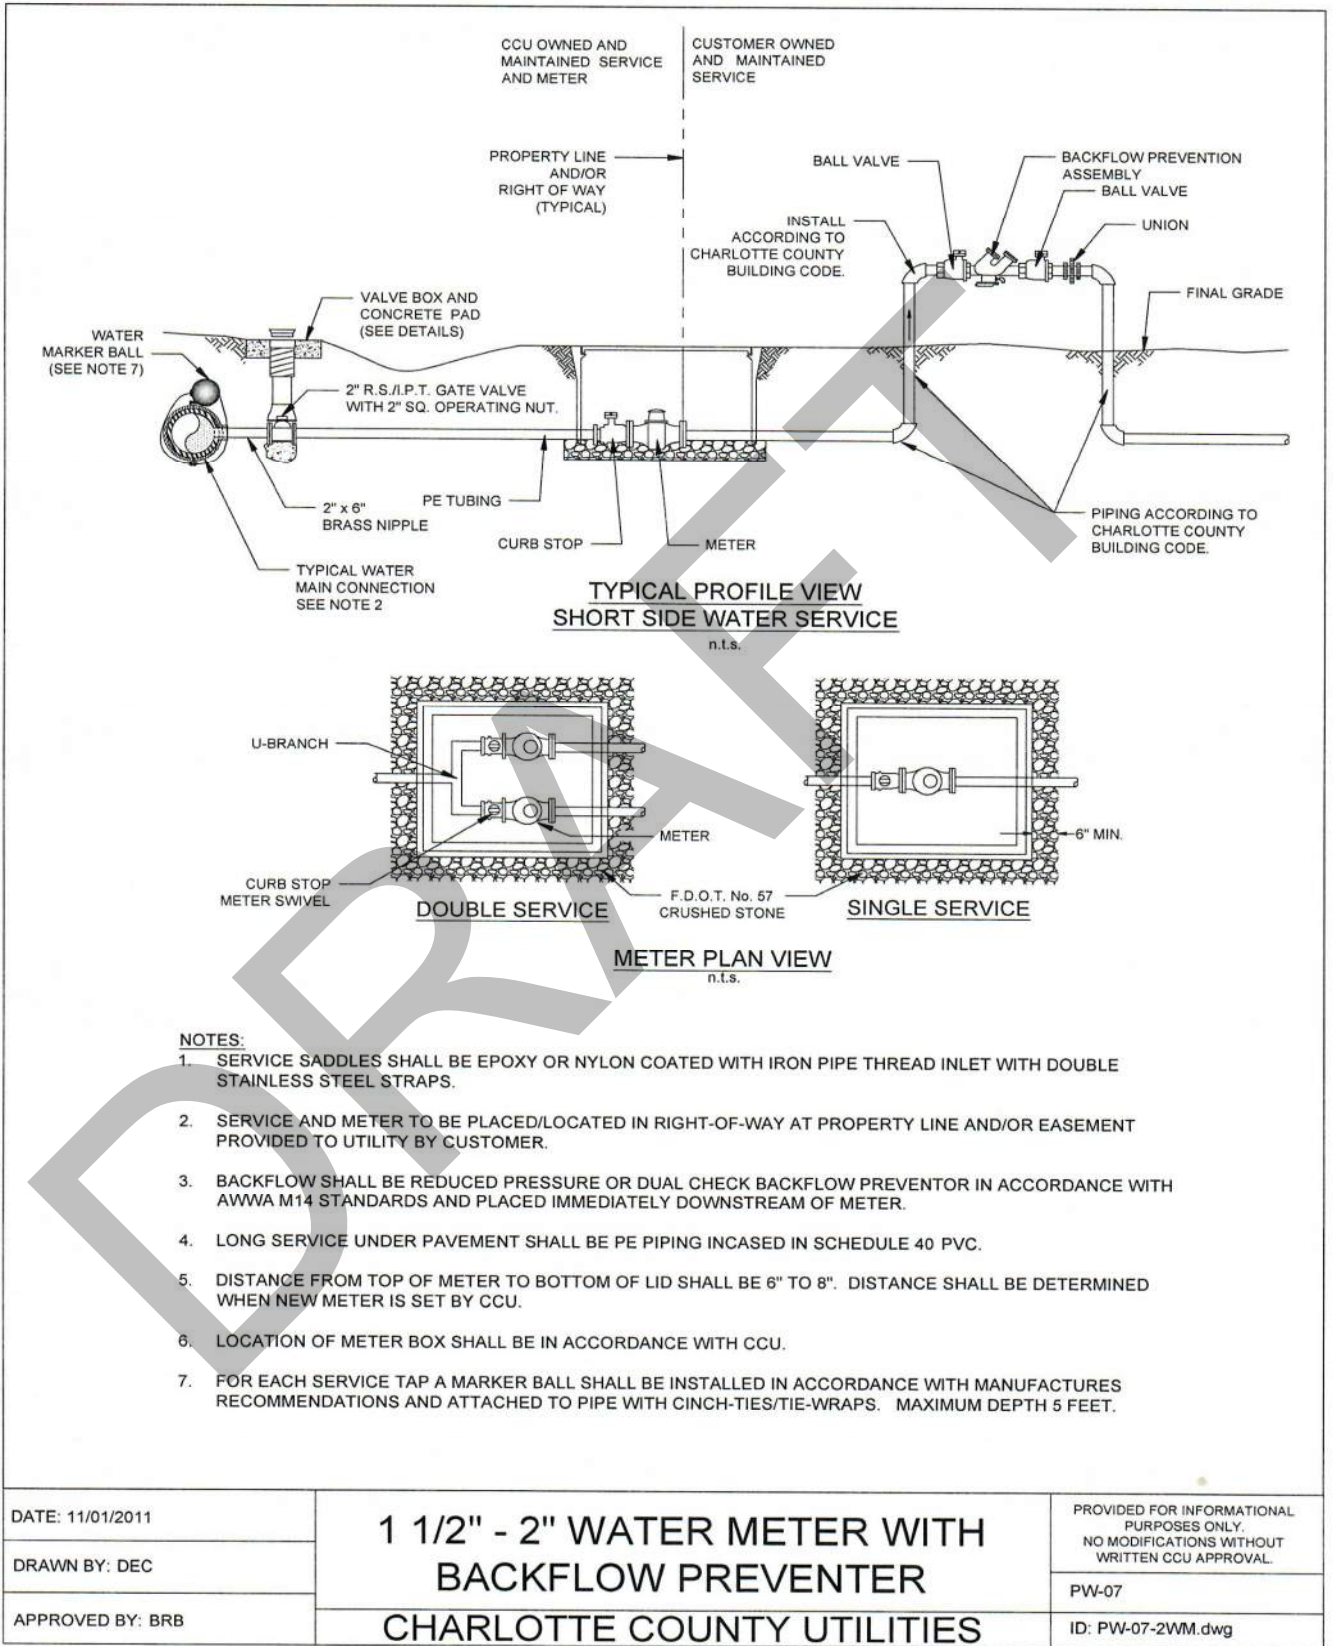 CCU OWNED AND
MAINTAINED SERVICE
AND METER
CUSTOMER OWNED
AND MAINTAINED
SERVICE
PROPERTY LINE
AND/OR
RIGHT OF WAY
(TYPICAL)
BALL VALVE
BACKFLOW PREVENTION
ASSEMBLY
BALL VALVE
INSTALL
ACCORDING TO
CHARLOTTE COUNTY
BUILDING CODE.
UNION
FINAL GRADE
VALVE BOX AND
CONCRETE PAD
(SEE DETAILS)
WATER
MARKER BALL
(SEE NOTE 7)
2" R.S./I.P.T. GATE VALVE
WITH 2" SQ. OPERATING NUT.
PE TUBING
2" x 6"
BRASS NIPPLE
CURB STOP
METER
PIPING ACCORDING TO
CHARLOTTE COUNTY
BUILDING CODE.
TYPICAL WATER
MAIN CONNECTION
SEE NOTE 2
TYPICAL PROFILE VIEW
SHORT SIDE WATER SERVICE
n.t.s.
U-BRANCH
METER
6" MIN.
CURB STOP
METER SWIVEL
F.D.O.T. No. 57
CRUSHED STONE
DOUBLE SERVICE
SINGLE SERVICE
METER PLAN VIEW
n.t.s.
DRAFT
NOTES:
1. SERVICE SADDLES SHALL BE EPOXY OR NYLON COATED WITH IRON PIPE THREAD INLET WITH DOUBLE
STAINLESS STEEL STRAPS.
2. SERVICE AND METER TO BE PLACED/LOCATED IN RIGHT-OF-WAY AT PROPERTY LINE AND/OR EASEMENT
PROVIDED TO UTILITY BY CUSTOMER.
3. BACKFLOW SHALL BE REDUCED PRESSURE OR DUAL CHECK BACKFLOW PREVENTOR IN ACCORDANCE WITH
AWWA M14 STANDARDS AND PLACED IMMEDIATELY DOWNSTREAM OF METER.
4. LONG SERVICE UNDER PAVEMENT SHALL BE PE PIPING INCASED IN SCHEDULE 40 PVC.
5. DISTANCE FROM TOP OF METER TO BOTTOM OF LID SHALL BE 6" TO 8". DISTANCE SHALL BE DETERMINED
WHEN NEW METER IS SET BY CCU.
6. LOCATION OF METER BOX SHALL BE IN ACCORDANCE WITH CCU.
7. FOR EACH SERVICE TAP A MARKER BALL SHALL BE INSTALLED IN ACCORDANCE WITH MANUFACTURES
RECOMMENDATIONS AND ATTACHED TO PIPE WITH CINCH-TIES/TIE-WRAPS. MAXIMUM DEPTH 5 FEET.
DATE: 11/01/2011
DRAWN BY: DEC
APPROVED BY: BRB
1 1/2" - 2" WATER METER WITH
BACKFLOW PREVENTER
CHARLOTTE COUNTY UTILITIES
PROVIDED FOR INFORMATIONAL
PURPOSES ONLY.
NO MODIFICATIONS WITHOUT
WRITTEN CCU APPROVAL.
PW-07
ID: PW-07-2WM.dwg